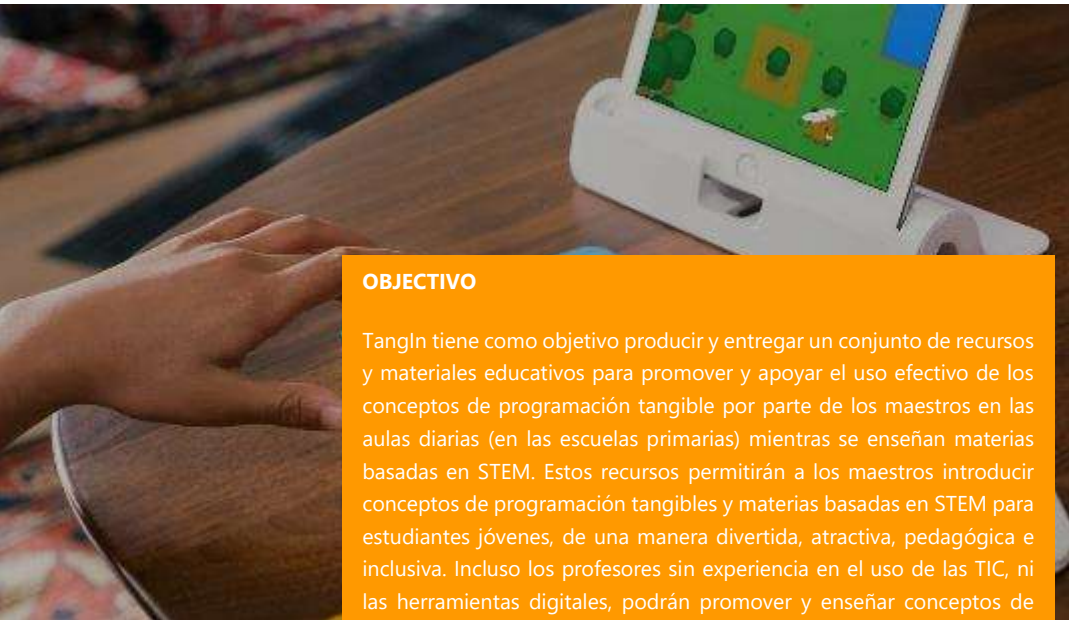 OBJECTIVO
TangIn tiene como objetivo producir y entregar un conjunto de recursos
y materiales educativos para promover y apoyar el uso efectivo de los
conceptos de programación tangible por parte de los maestros en las
aulas diarias (en las escuelas primarias) mientras se enseñan materias
basadas en STEM. Estos recursos permitirán a los maestros introducir
conceptos de programación tangibles y materias basadas en STEM para
estudiantes jóvenes, de una manera divertida, atractiva, pedagógica e
inclusiva. Incluso los profesores sin experiencia en el uso de las TIC, ni
las herramientas digitales, podrán promover y enseñar conceptos de